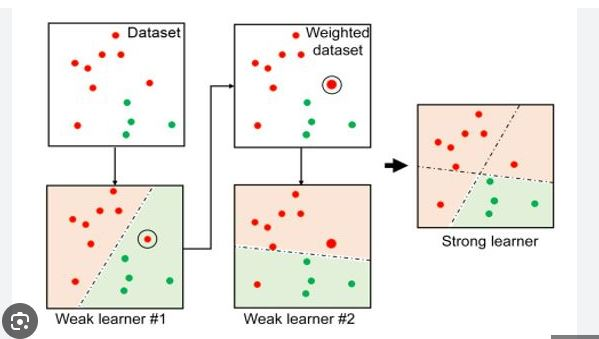 Dataset
Weighted
dataset
Weak learner #1
Weak learner #2
Strong learner